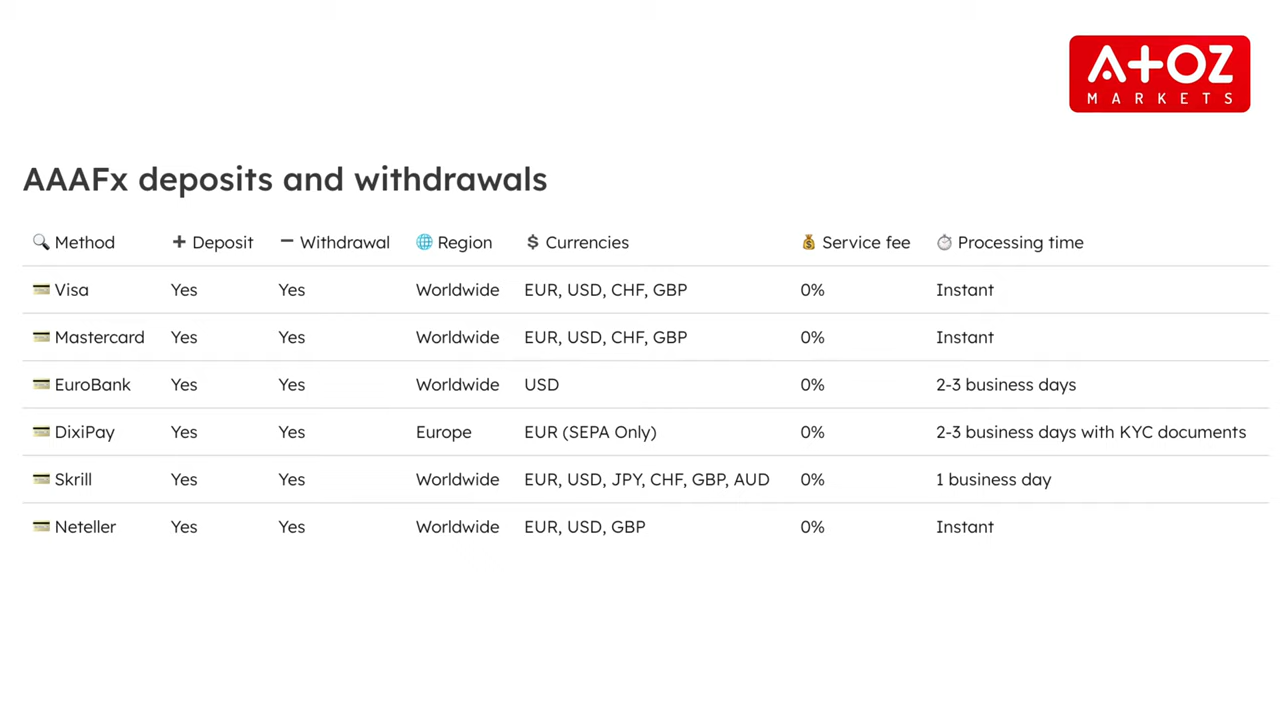 A+OZ
MARKETS
AAAFx deposits and withdrawals
Method Deposit Withdrawal Region Currencies Service fee Processing time
Visa Yes Yes Worldwide EUR, USD, CHF, GBP 0% Instant
Mastercard Yes Yes Worldwide EUR, USD, CHF, GBP 0% Instant
EuroBank Yes Yes Worldwide USD 0% 2-3 business days
DixiPay Yes Yes Europe EUR (SEPA Only) 0% 2-3 business days with KYC documents
Skrill Yes Yes Worldwide EUR, USD, JPY, CHF, GBP, AUD 0% 1 business day
Neteller Yes Yes Worldwide EUR, USD, GBP 0% Instant